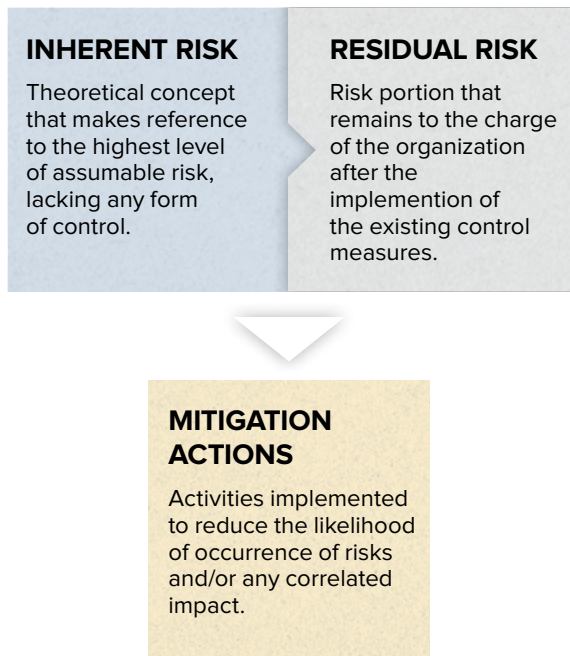 INHERENT RISK
Theoretical concept
that makes reference
to the highest level
of assumable risk,
lacking any form
of control.
RESIDUAL RISK
Risk portion that
remains to the charge
of the organization
after the
implemention of
the existing control
measures.
MITIGATION
ACTIONS
Activities implemented
to reduce the likelihood
of occurrence of risks
and/or any correlated
impact.